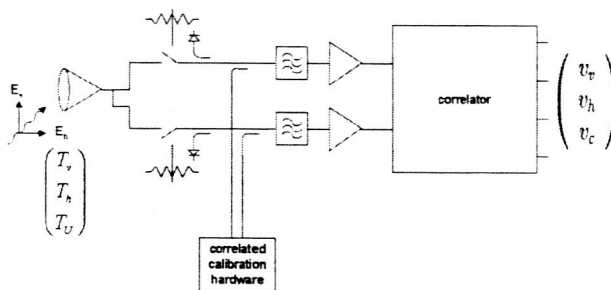 E_v
E_h
T_v
T_h
T_U
correlator
v_v
v_h
v_c
correlated
calibration
hardware